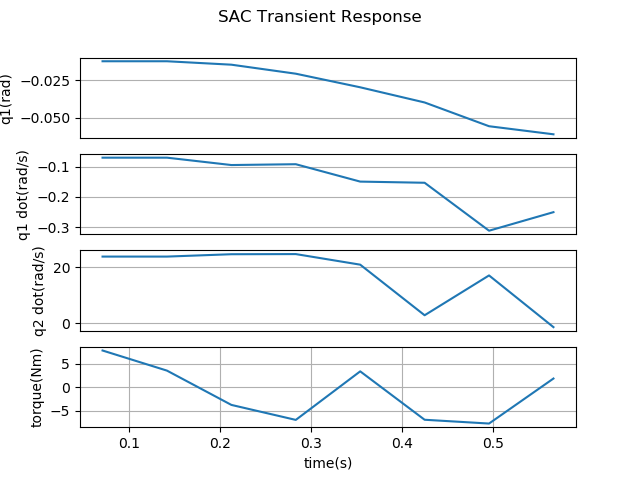 SAC Transient Response
q1(rad)
−0.025
−0.050
q1 dot(rad/s)
−0.1
−0.2
−0.3
q2 dot(rad/s)
20
0
torque(Nm)
5
0
−5
0.1 0.2 0.3 0.4 0.5
time(s)